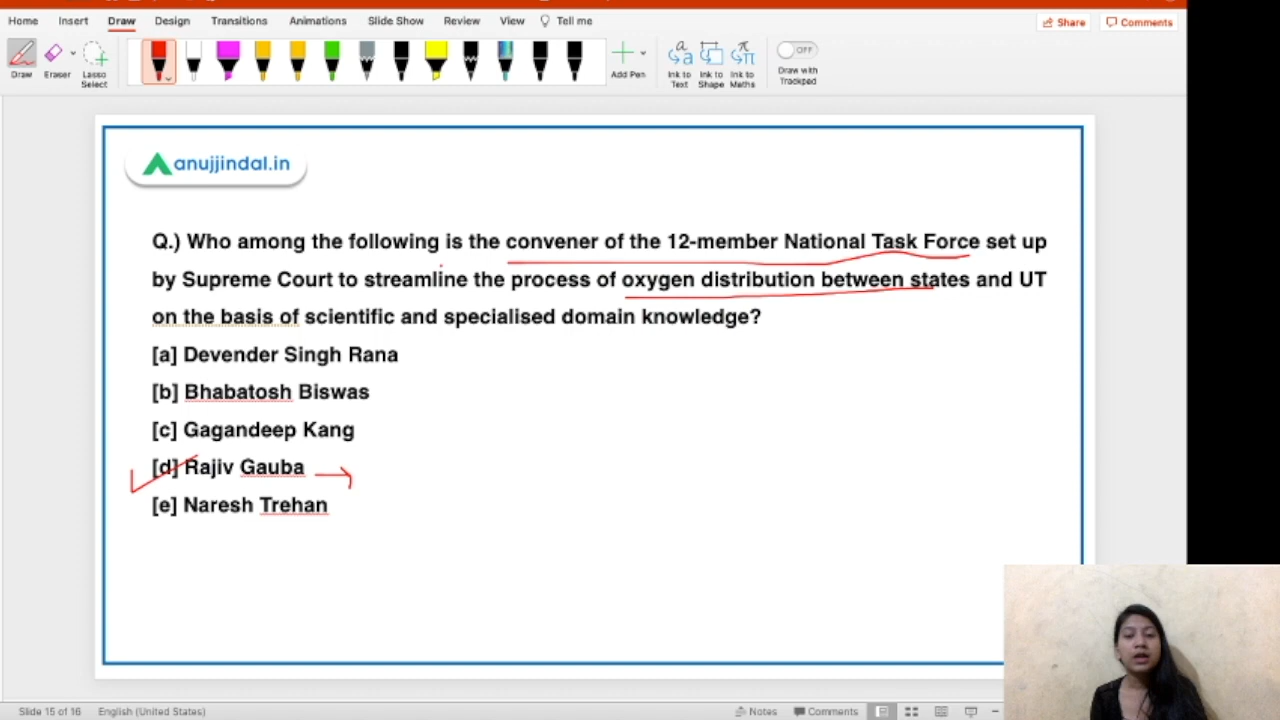 Home Insert Draw Design Transitions Animations Slide Show Review View Tell me Share Comments
Draw Eraser Lasso Select Add Pen Ink to Text Ink to Shape Ink to Maths OFF Draw with Trackpad
anujjindal.in
Q.) Who among the following is the convener of the 12-member National Task Force set up
by Supreme Court to streamline the process of oxygen distribution between states and UT
on the basis of scientific and specialised domain knowledge?
[a] Devender Singh Rana
[b] Bhabatosh Biswas
[c] Gagandeep Kang
[d] Rajiv Gauba
[e] Naresh Trehan
Slide 15 of 16 English (United States) Notes Comments